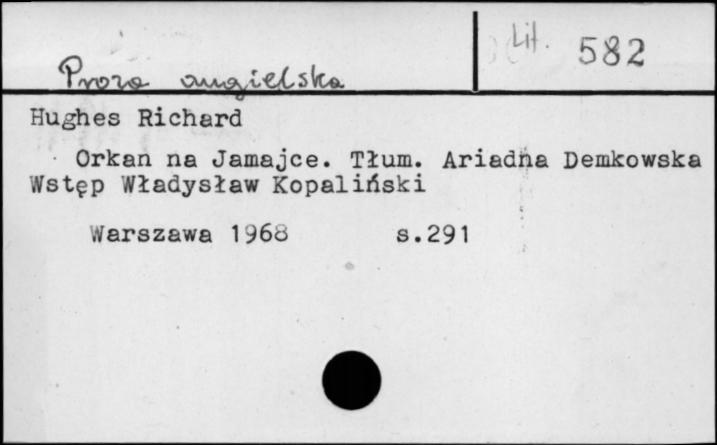 Lit. 582
Proza angielska
Hughes Richard
Orkan na Jamajce. Tłum. Ariadna Demkowska
Wstęp Władysław Kopaliński
Warszawa 1968 s.291